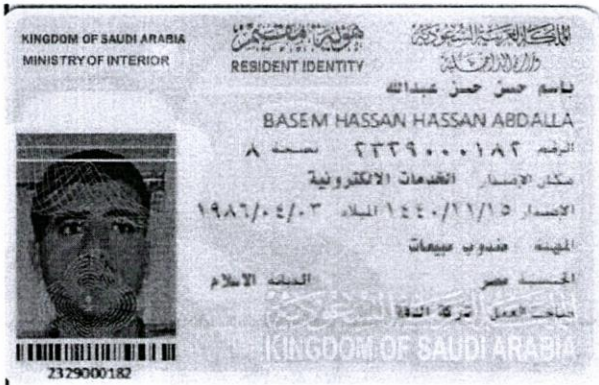 KINGDOM OF SAUDI ARABIA
MINISTRY OF INTERIOR
هوية مقيم
RESIDENT IDENTITY
المملكة العربية السعودية
وزارة الداخلية
باسم حسن حسن عبدالله
BASEM HASSAN HASSAN ABDALLA
الرقم ٢٣٢٩٠٠٠١٨٢ نسخة ٨
مكان الإصدار الخدمات الالكترونية
الاصدار ١٤٤٠/١١/١٥ الميلاد ١٩٨٦/٠٤/٠٣
المهنة مندوب مبيعات
الجنسية مصر الديانة الاسلام
صاحب العمل شركة
KINGDOM OF SAUDI ARABIA
2329000182